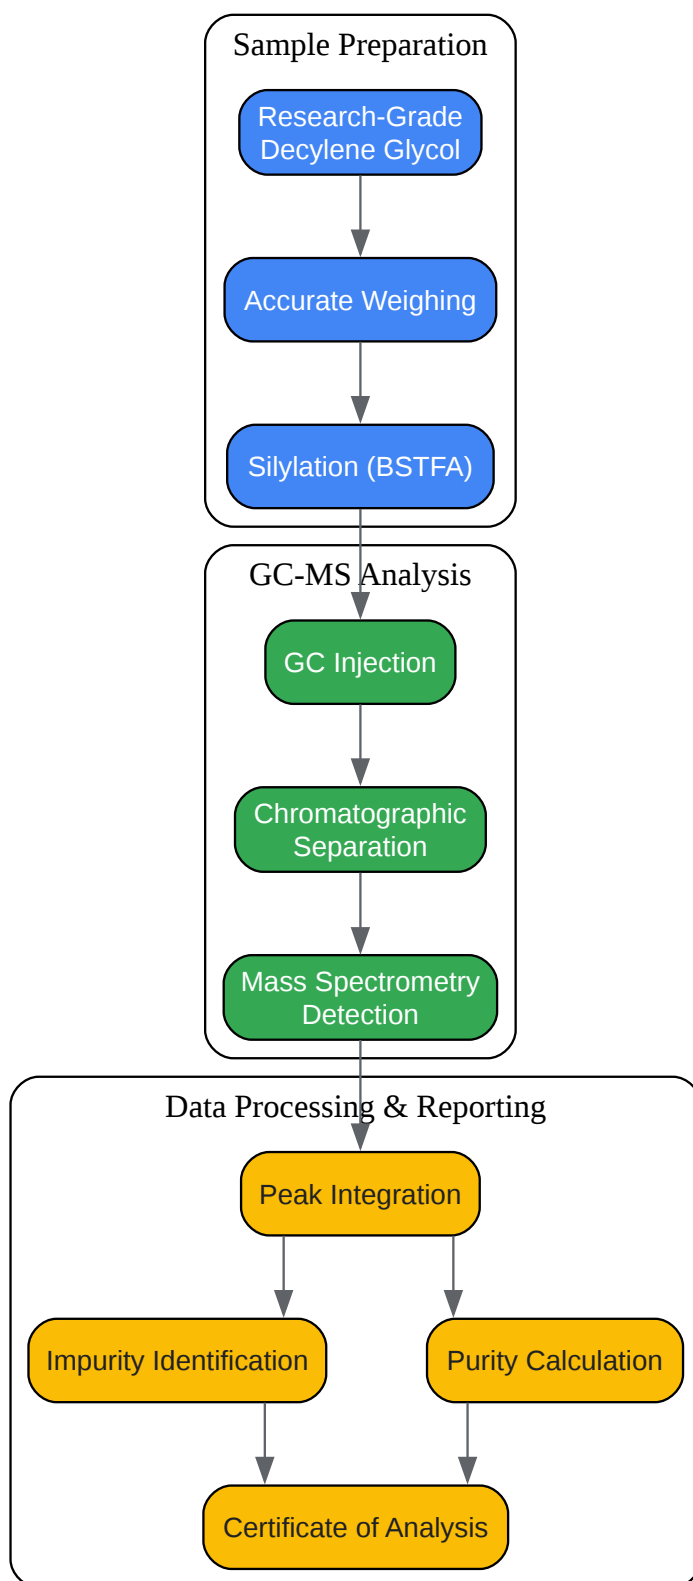 Sample Preparation
Research-Grade
Decylene Glycol
Accurate Weighing
Silylation (BSTFA)
GC-MS Analysis
GC Injection
Chromatographic
Separation
Mass Spectrometry
Detection
Data Processing & Reporting
Peak Integration
Impurity Identification
Purity Calculation
Certificate of Analysis